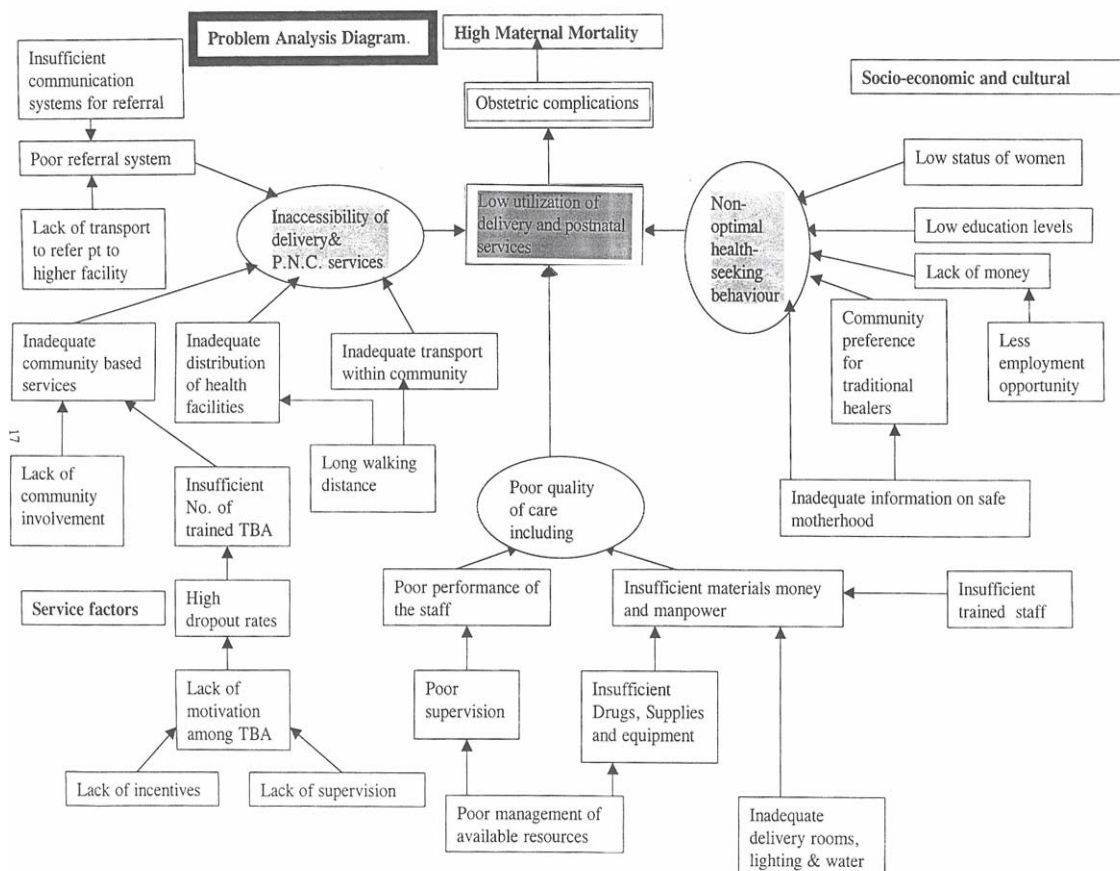 Problem Analysis Diagram.
High Maternal Mortality
Insufficient
communication
systems for referral
Socio-economic and cultural
Obstetric complications
Poor referral system
Low status of women
Lack of transport
to refer pt to
higher facility
Inaccessibility of
delivery&
P.N.C. services
Low utilization of
delivery and postnatal
services
Non-
optimal
health-
seeking
behaviour
Low education levels
Lack of money
Inadequate
community based
services
Inadequate
distribution
of health
facilities
Inadequate transport
within community
Community
preference
for
traditional
healers
Less
employment
opportunity
17
Lack of
community
involvement
Insufficient
No. of
trained TBA
Long walking
distance
Poor quality
of care
including
Inadequate information on safe
motherhood
Service factors
High
dropout rates
Poor performance of
the staff
Insufficient materials money
and manpower
Insufficient
trained staff
Lack of
motivation
among TBA
Poor
supervision
Insufficient
Drugs, Supplies
and equipment
Lack of incentives
Lack of supervision
Poor management of
available resources
Inadequate
delivery rooms,
lighting & water